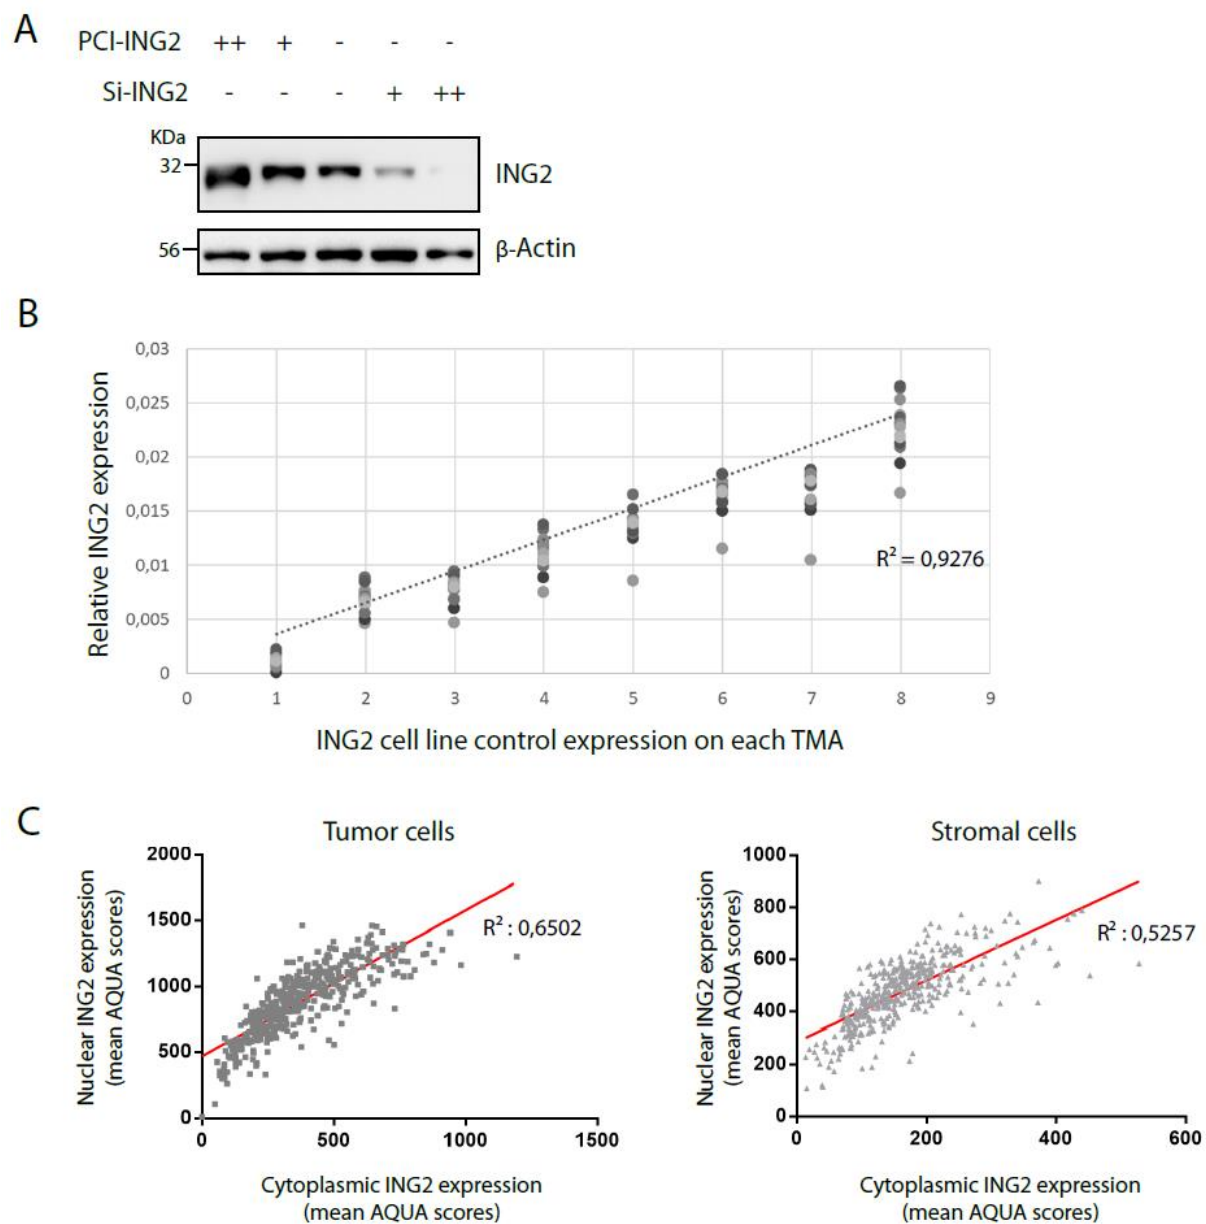 A
PCI-ING2 ++ + - - -
Si-ING2 - - - + ++
KDa
32
ING2
56
β-Actin
B
0,03
0,025
0,02
0,015
0,01
0,005
0
Relative ING2 expression
R² = 0,9276
0 1 2 3 4 5 6 7 8 9
ING2 cell line control expression on each TMA
C
Tumor cells
2000
1500
1000
500
0
Nuclear ING2 expression
(mean AQUA scores)
R² : 0,6502
0 500 1000 1500
Cytoplasmic ING2 expression
(mean AQUA scores)
Stromal cells
1000
800
600
400
200
0
Nuclear ING2 expression
(mean AQUA scores)
R² : 0,5257
0 200 400 600
Cytoplasmic ING2 expression
(mean AQUA scores)